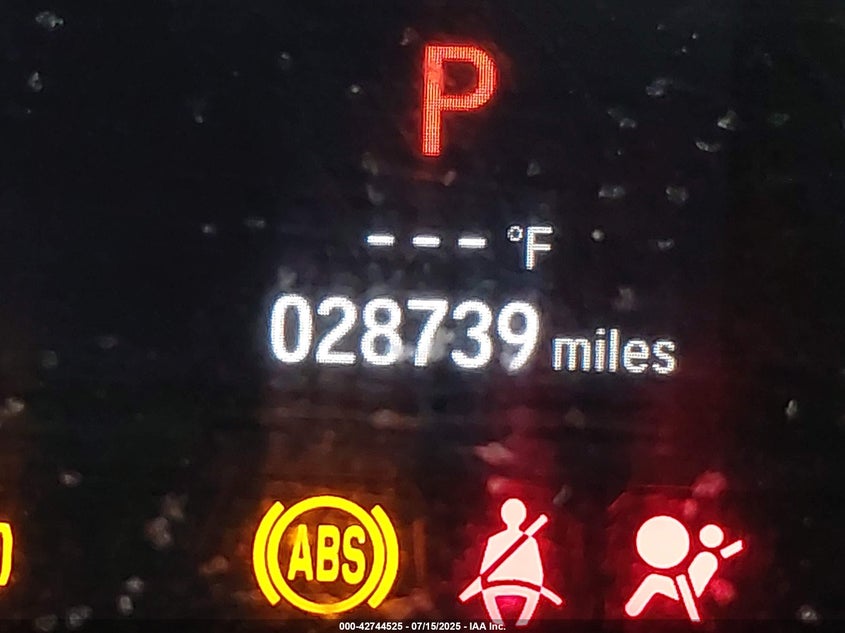 P
--- °F
028739 miles
ABS
000-42744525 - 07/15/2025 - IAA Inc.